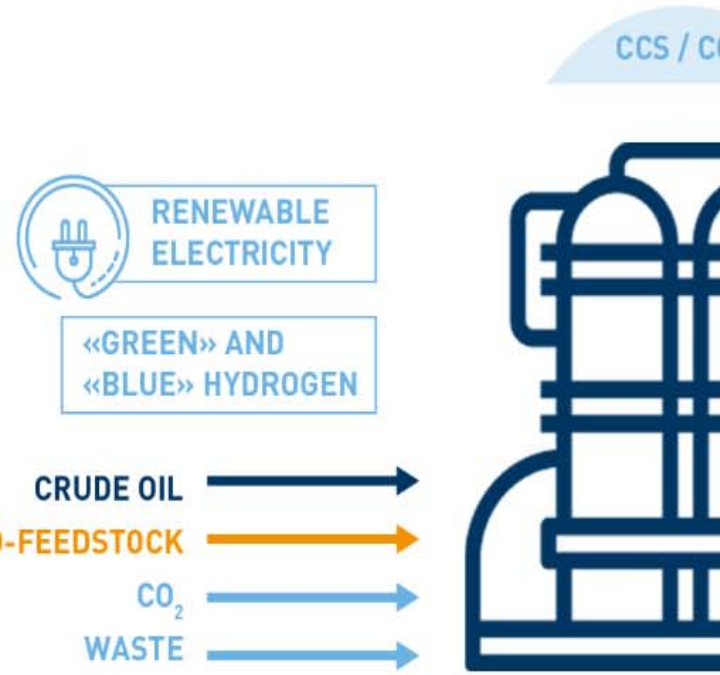 CCS /
RENEWABLE
ELECTRICITY
«GREEN» AND
«BLUE» HYDROGEN
CRUDE OIL
-FEEDSTOCK
CO₂
WASTE